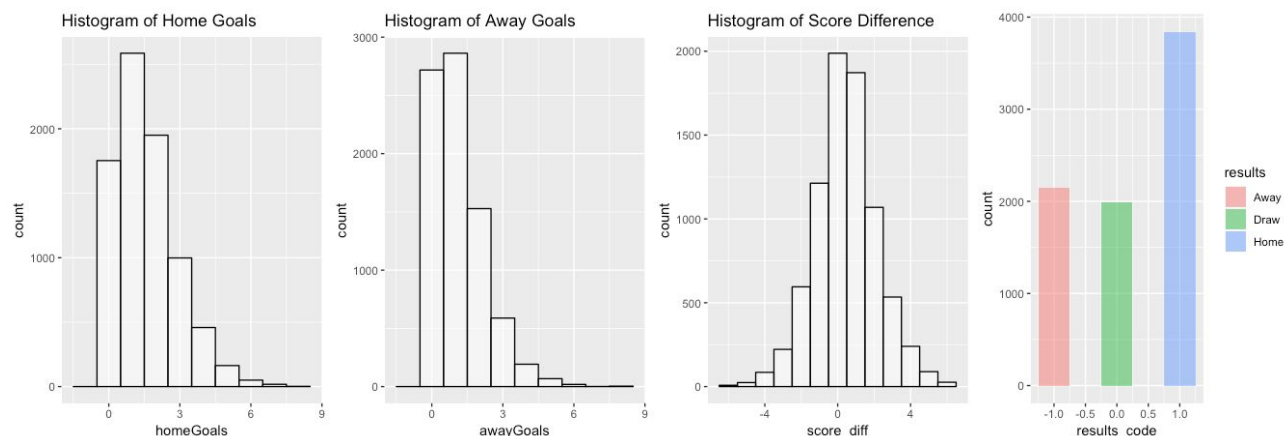 Histogram of Home Goals
2000
1000
0
count
0 3 6 9
homeGoals
Histogram of Away Goals
3000
2000
1000
0
count
0 3 6 9
awayGoals
Histogram of Score Difference
2000
1500
1000
500
0
count
-4 0 4
score_diff
4000
3000
2000
1000
0
count
-1.0 -0.5 0.0 0.5 1.0
results_code
results
Away
Draw
Home